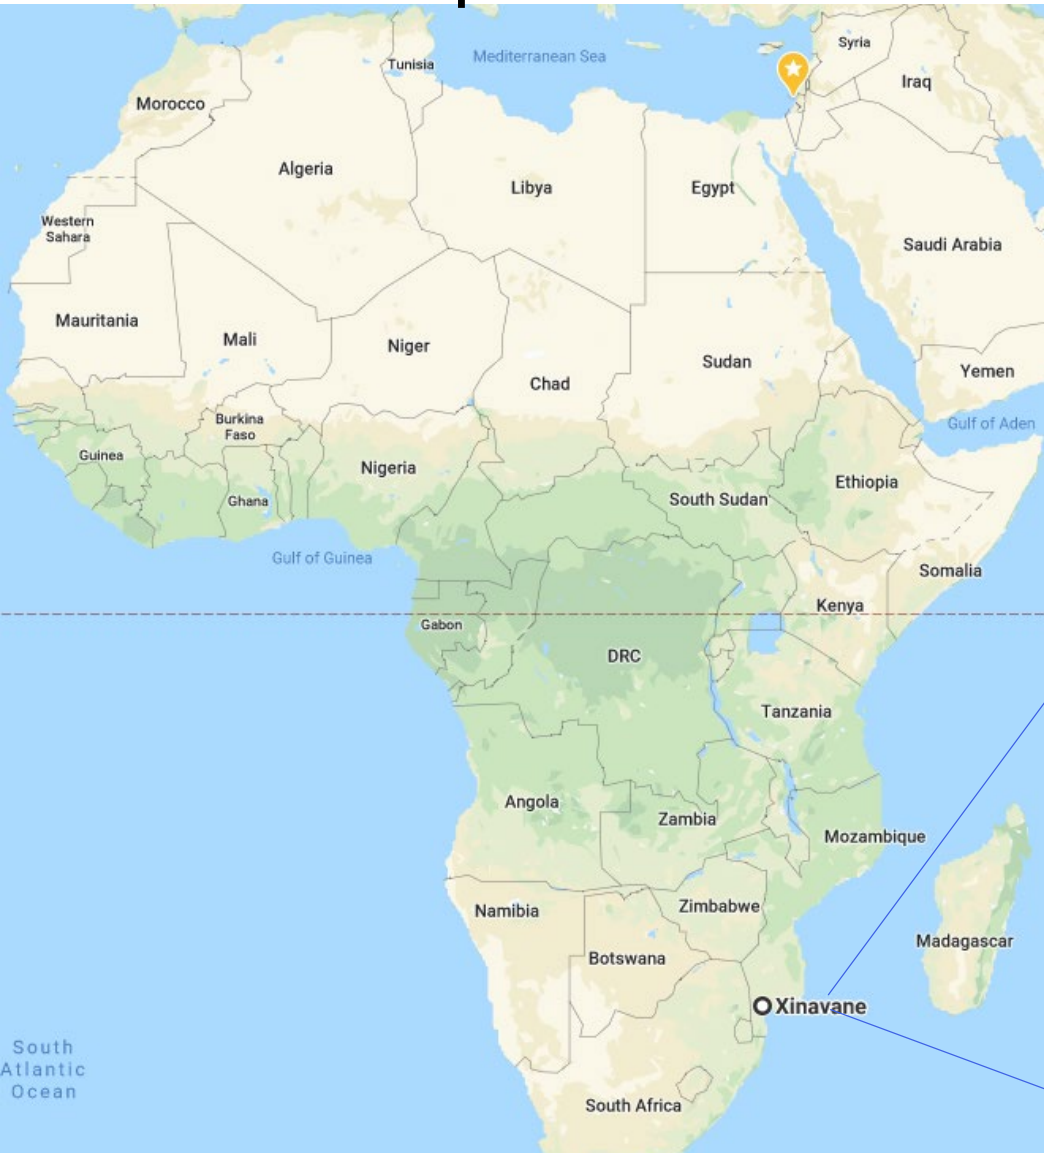 Mediterranean Sea
Syria
Tunisia
Iraq
Morocco
Algeria
Libya
Egypt
Western
Sahara
Saudi Arabia
Mauritania
Mali
Niger
Chad
Sudan
Yemen
Burkina
Faso
Gulf of Aden
Guinea
Nigeria
Ethiopia
Ghana
South Sudan
Gulf of Guinea
Somalia
Kenya
Gabon
DRC
Tanzania
Angola
Zambia
Mozambique
Namibia
Zimbabwe
Botswana
Madagascar
Xinavane
South
Atlantic
Ocean
South Africa